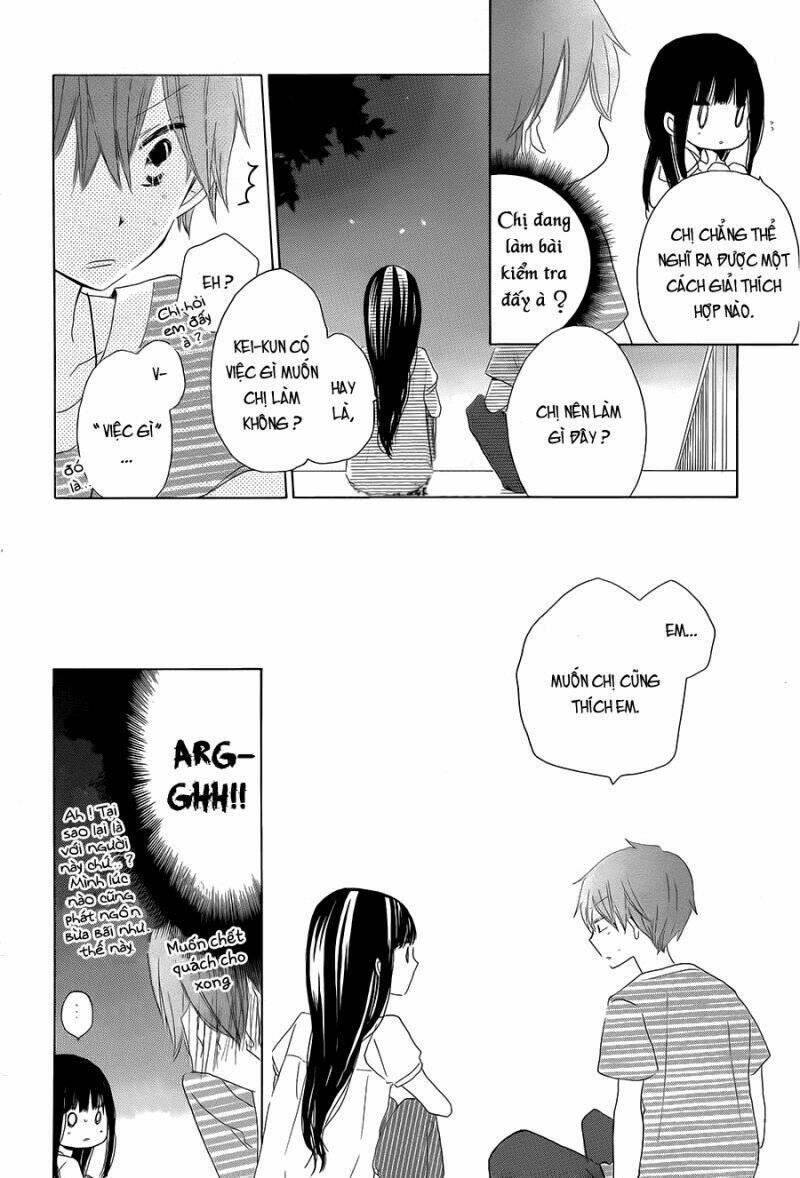 CHỊ CHẲNG THỂ
NGHĨ RA ĐƯỢC MỘT
CÁCH GIẢI THÍCH
HỢP NÀO.
Chị đang
làm bài
kiểm tra
đấy à ?
CHỊ NÊN LÀM
GÌ ĐÂY ?
HAY
LÀ,
KEI-KUN CÓ
VIỆC GÌ MUỐN
CHỊ LÀM
KHÔNG ?
EH ?
Chị hỏi
em đấy
à ?
V-
"VIỆC GÌ"
...
đó
là...
EM...
MUỐN CHỊ CŨNG
THÍCH EM.
ARG-
GHH!!
Ah ! Tại
sao lại là
với người
này chứ...?
Mình lúc
nào cũng
phát ngôn
bừa bãi như
thế này
Muốn chết
quách cho
xong
...